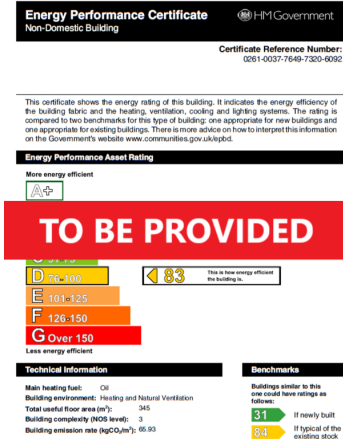 Energy Performance Certificate
Non-Domestic Building
HM Government
Certificate Reference Number:
0261-0037-7649-7320-6092
This certificate shows the energy rating of this building. It indicates the energy efficiency of
the building fabric and the heating, ventilation, cooling and lighting systems. The rating is
compared to two benchmarks for this type of building: one appropriate for new buildings and
one appropriate for existing buildings. There is more advice on how to interpret this information
on the Government's website www.communities.gov.uk/epbd.
Energy Performance Asset Rating
More energy efficient
A+
TO BE PROVIDED
D 76-100
83
This is how energy efficient
the building is.
E 101-125
F 126-150
G Over 150
Less energy efficient
Technical Information
Main heating fuel: Oil
Building environment: Heating and Natural Ventilation
Total useful floor area (m²): 345
Building complexity (NOS level): 3
Building emission rate (kgCO₂/m²): 65.93
Benchmarks
Buildings similar to this
one could have ratings as
follows:
31 If newly built
84 If typical of the
existing stock